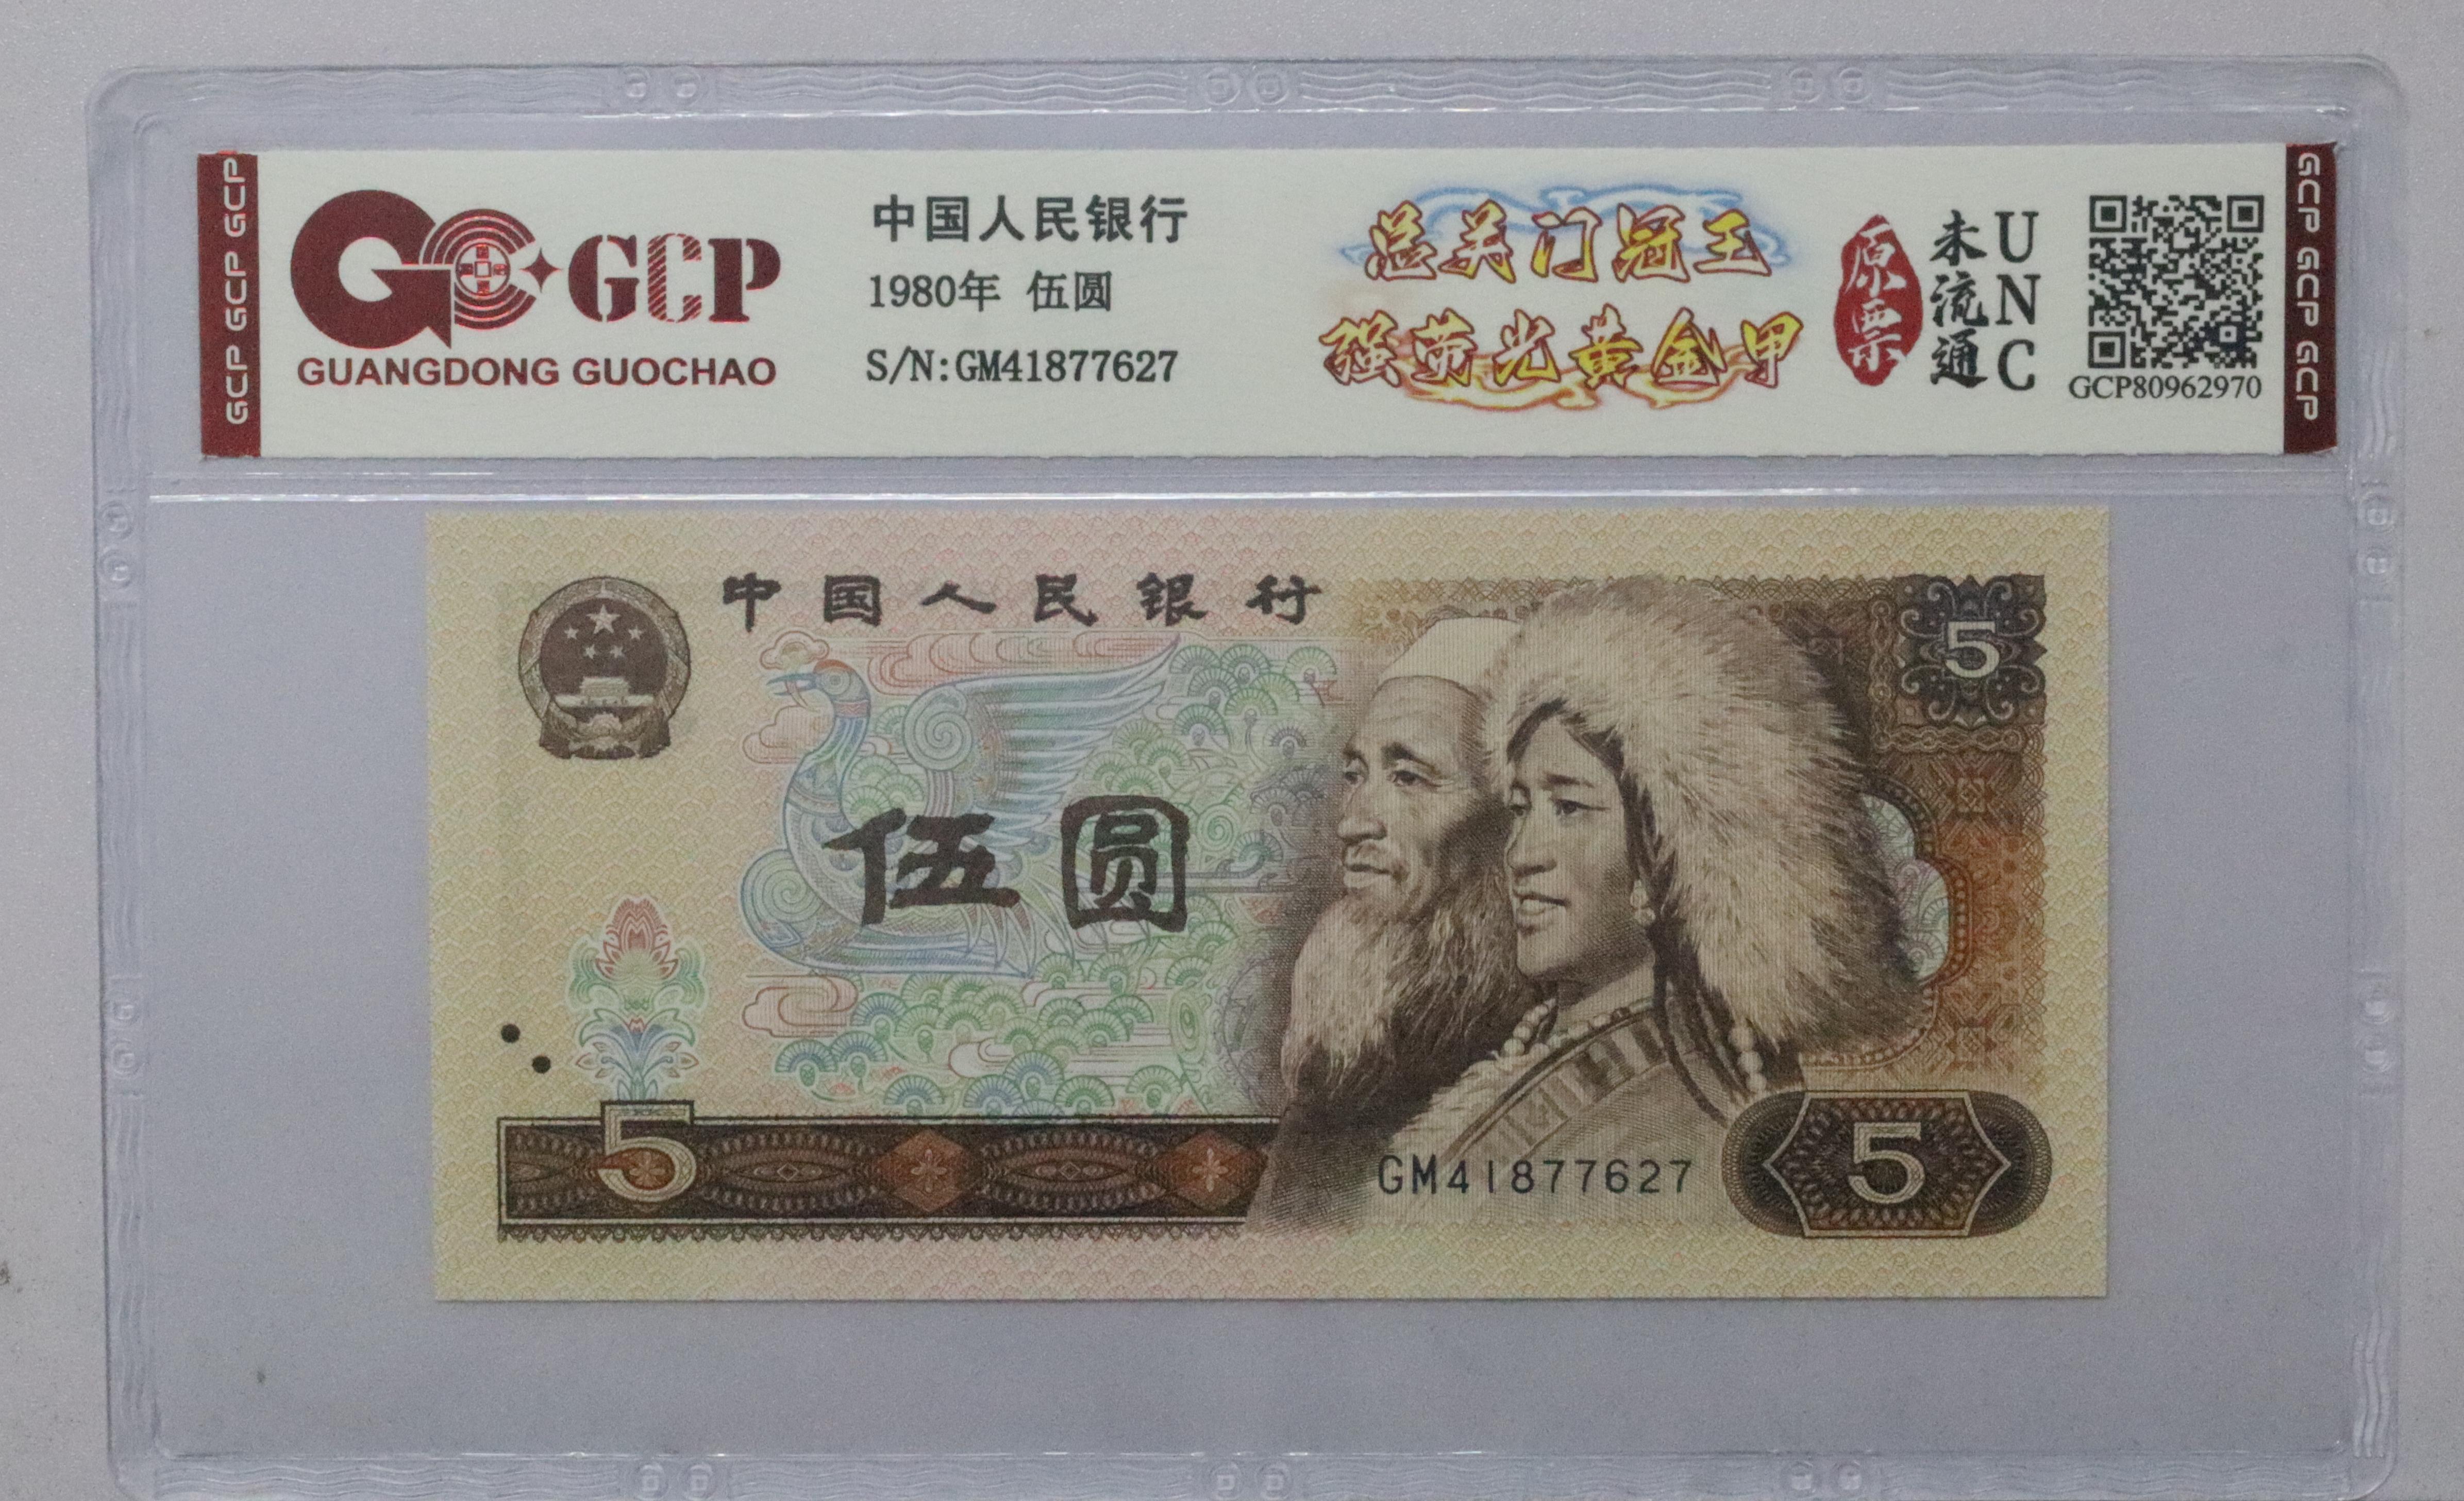 GCP GCP GCP
GCP
GUANGDONG GUOCHAO
中国人民银行
1980年 伍圆
S/N:GM41877627
总关门冠王
强荧光黄金甲
原票
未流通
UNC
GCP80962970
GCP GCP GCP
中国人民银行
5
伍圆
5
GM41877627
5